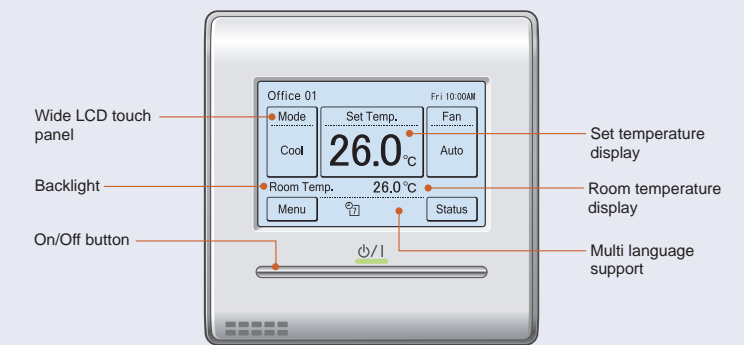 Office 01
Fri 10:00AM
Mode
Set Temp.
Fan
Cool
26.0°C
Auto
Room Temp.
26.0°C
Menu
7
Status
⏻/I
Wide LCD touch
panel
Backlight
On/Off button
Set temperature
display
Room temperature
display
Multi language
support